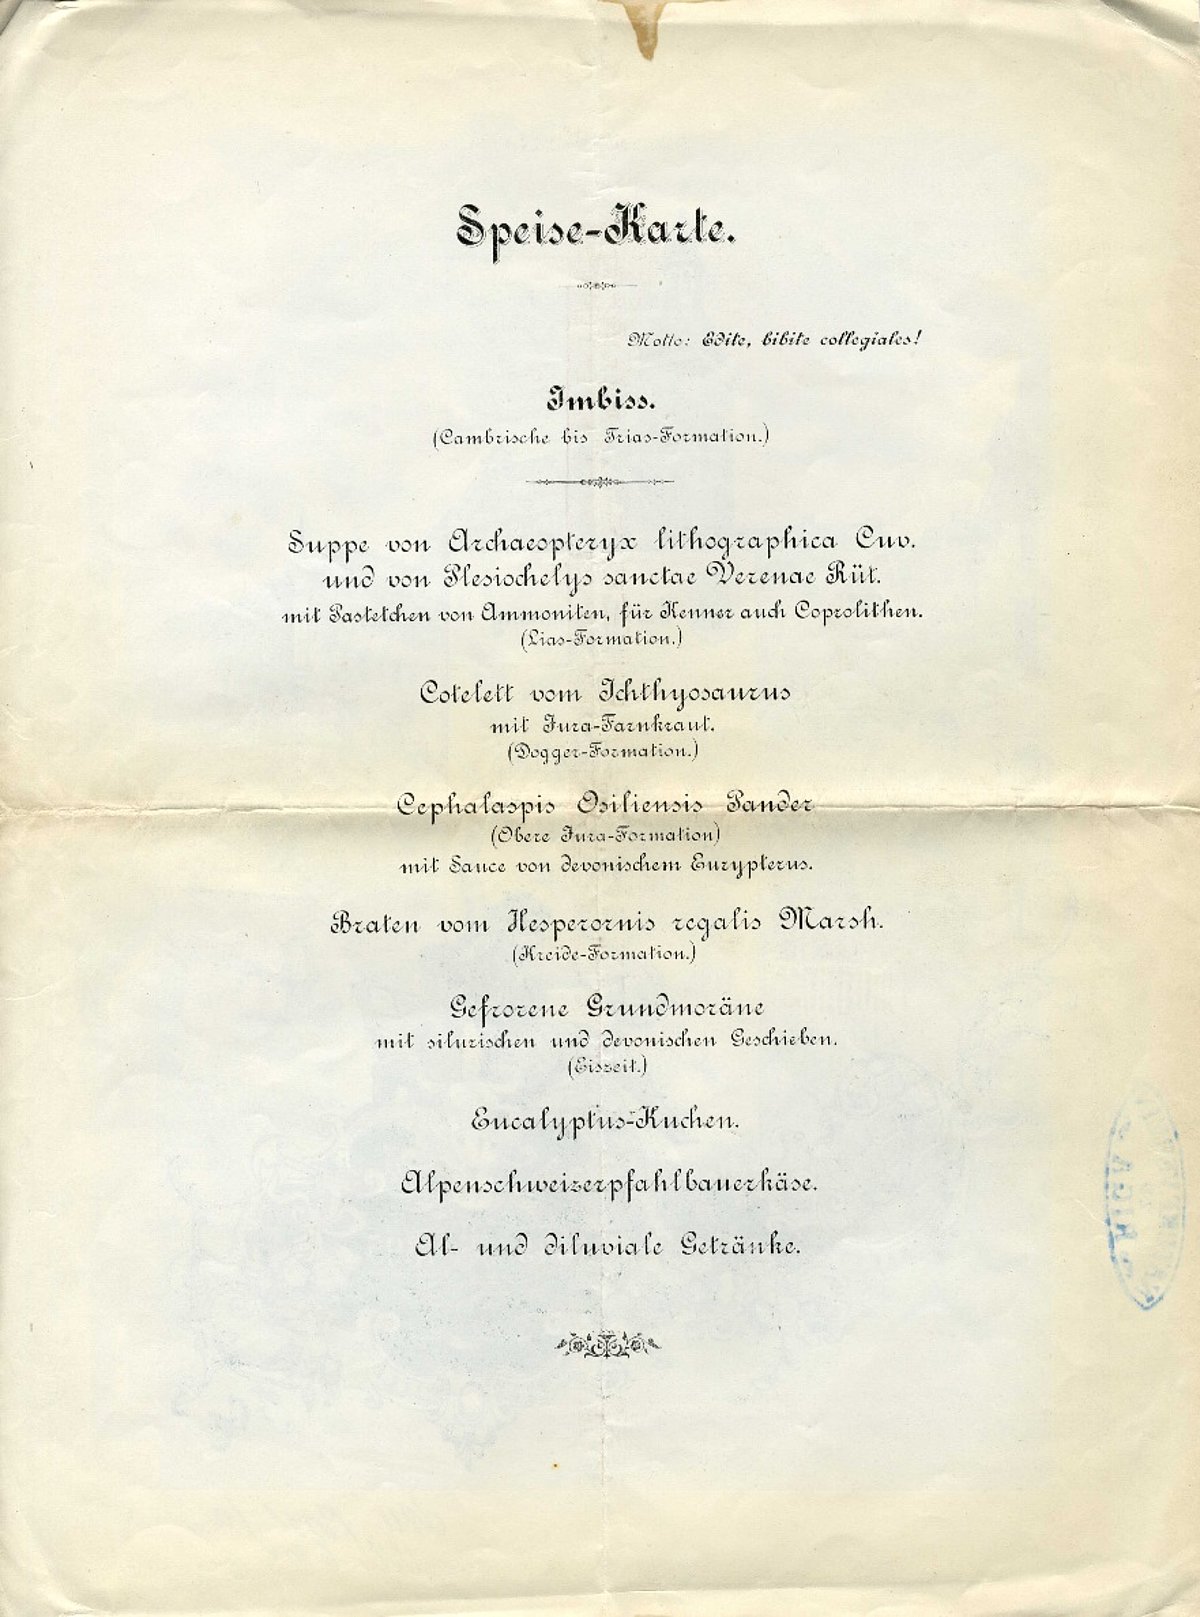 Speise-Karte.
Motto: Edite, bibite collegiales!
Imbiss.
(Cambrische bis Trias-Formation.)
Suppe von Archaeopteryx lithographica Cuv.
und von Plesiochelys sanctae Verenae Rüt.
mit Pastetchen von Ammoniten, für Kenner auch Coprolithen.
(Lias-Formation.)
Cotelett vom Ichthyosaurus
mit Jura-Farnkraut.
(Dogger-Formation.)
Cephalaspis Osiliensis Pander
(Obere Jura-Formation)
mit Sauce von devonischem Eurypterus.
Braten vom Hesperornis regalis Marsh.
(Kreide-Formation.)
Gefrorene Grundmoräne
mit silurischen und devonischen Geschieben.
(Eiszeit.)
Eucalyptus-Kuchen.
Alpenschweizerpfahlbauerkäse.
Al- und diluviale Getränke.